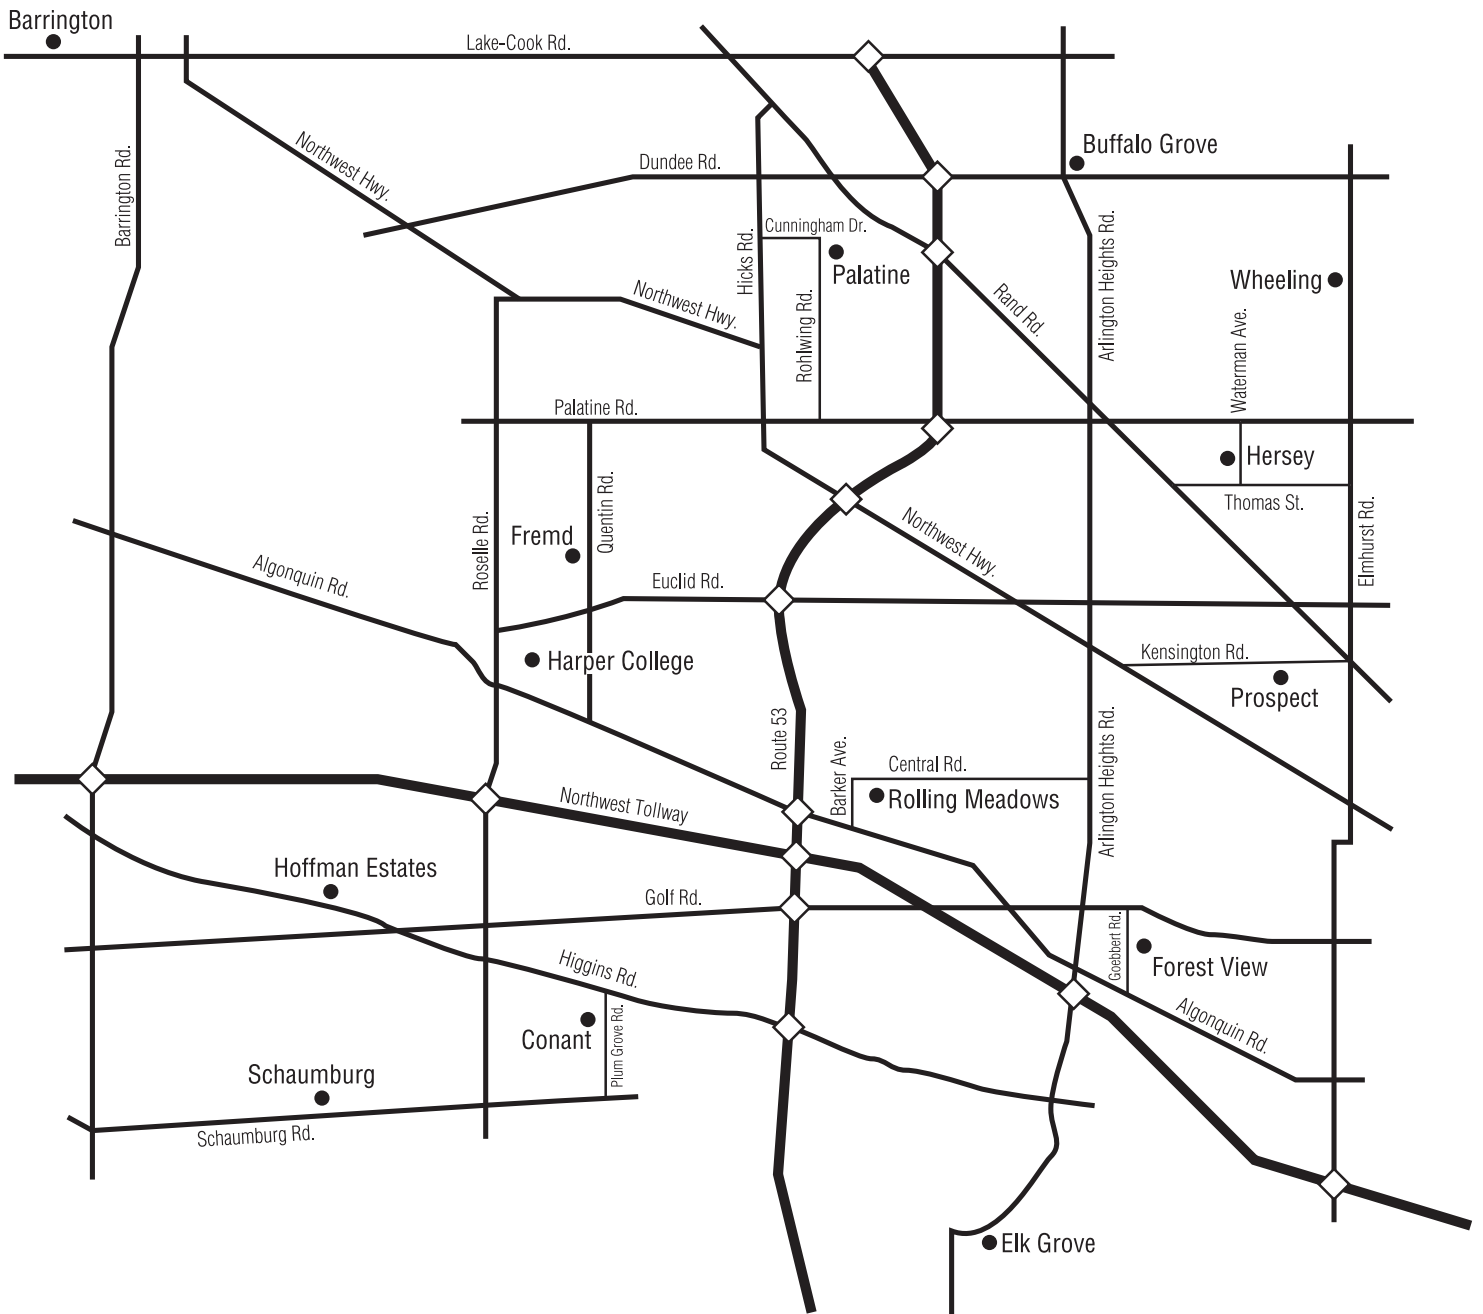 Barrington
Lake-Cook Rd.
Barrington Rd.
Northwest Hwy.
Dundee Rd.
Buffalo Grove
Cunningham Dr.
Hicks Rd.
Palatine
Arlington Heights Rd.
Wheeling
Northwest Hwy.
Rand Rd.
Rohlwing Rd.
Waterman Ave.
Palatine Rd.
Hersey
Thomas St.
Quentin Rd.
Fremd
Roselle Rd.
Northwest Hwy.
Elmhurst Rd.
Algonquin Rd.
Euclid Rd.
Harper College
Kensington Rd.
Prospect
Route 53
Barker Ave.
Central Rd.
Arlington Heights Rd.
Rolling Meadows
Northwest Tollway
Hoffman Estates
Golf Rd.
Goebbert Rd.
Forest View
Higgins Rd.
Algonquin Rd.
Conant
Plum Grove Rd.
Schaumburg
Schaumburg Rd.
Elk Grove